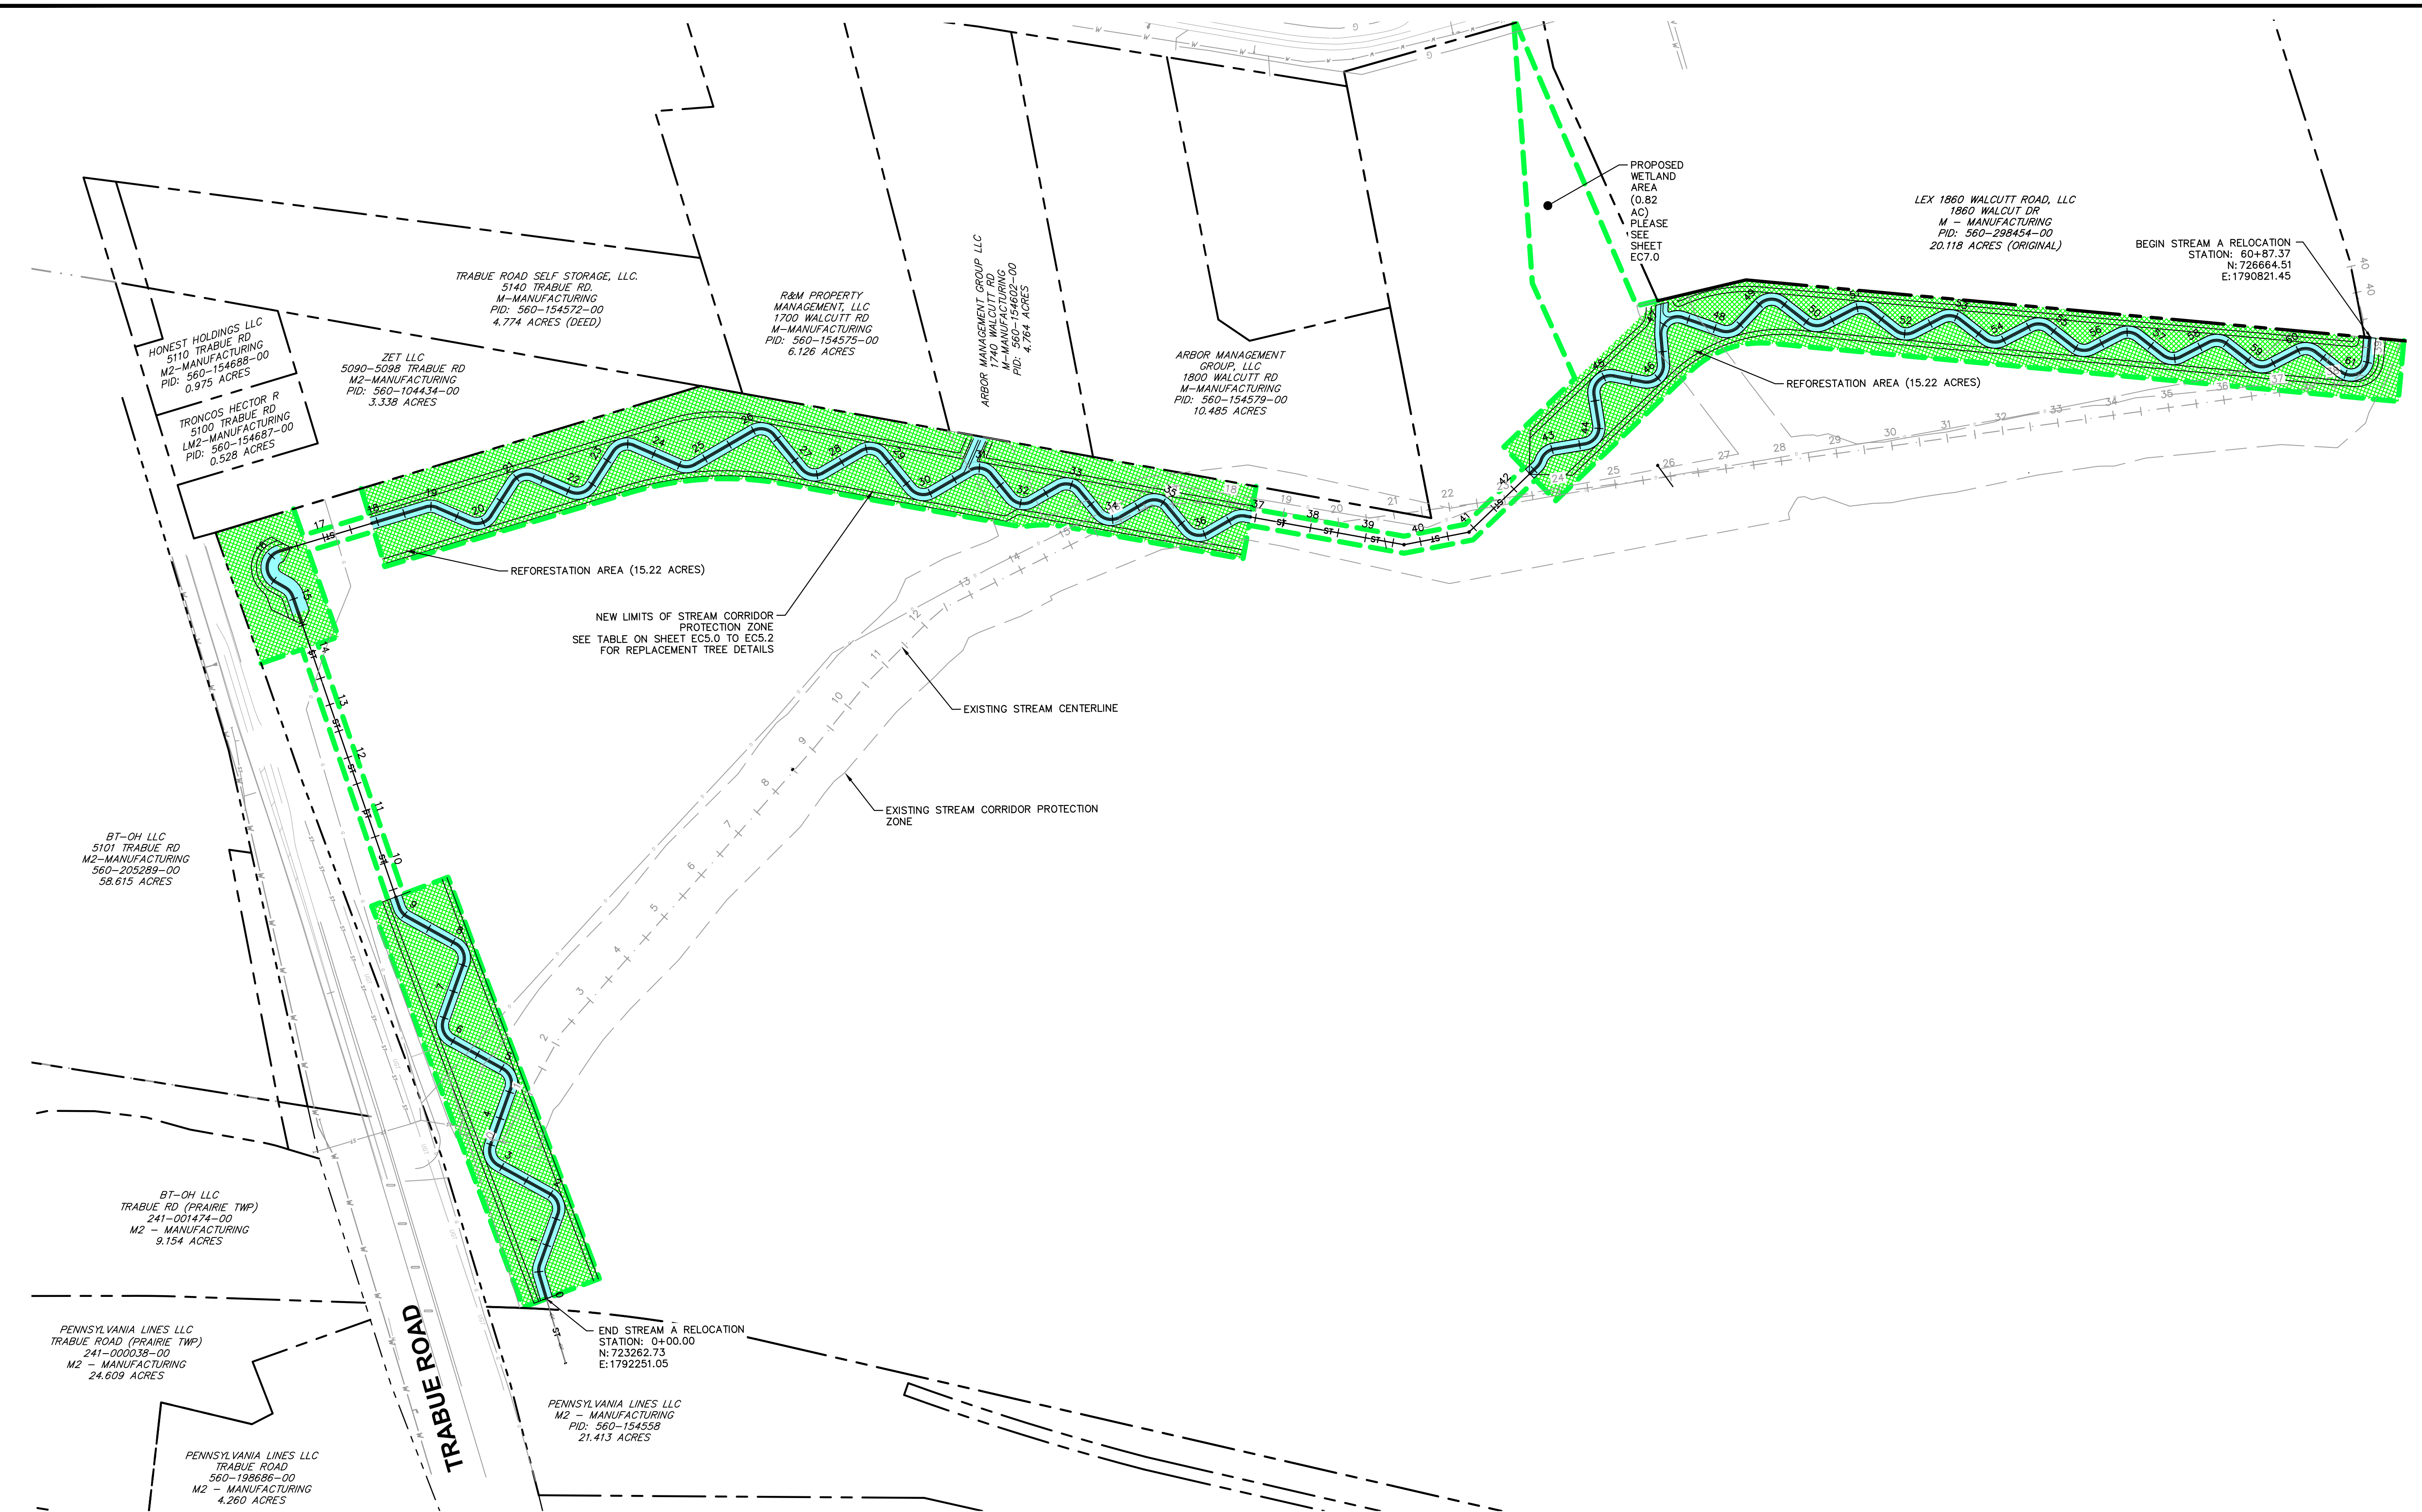 PROPOSED
WETLAND
AREA
(0.82
AC)
PLEASE
SEE
SHEET
EC7.0
LEX 1860 WALCUTT ROAD, LLC
1860 WALCUT DR
M - MANUFACTURING
PID: 560-298454-00
20.118 ACRES (ORIGINAL)
BEGIN STREAM A RELOCATION
STATION: 60+87.37
N:726664.51
E:1790821.45
TRABUE ROAD SELF STORAGE, LLC.
5140 TRABUE RD.
M-MANUFACTURING
PID: 560-154572-00
4.774 ACRES (DEED)
R&M PROPERTY
MANAGEMENT, LLC
1700 WALCUTT RD
M-MANUFACTURING
PID: 560-154575-00
6.126 ACRES
ARBOR MANAGEMENT GROUP LLC
1740 WALCUTT RD
M-MANUFACTURING
PID: 560-154602-00
4.764 ACRES
ARBOR MANAGEMENT
GROUP, LLC
1800 WALCUTT RD
M-MANUFACTURING
PID: 560-154579-00
10.485 ACRES
HONEST HOLDINGS LLC
5110 TRABUE RD
M2-MANUFACTURING
PID: 560-154688-00
0.975 ACRES
ZET LLC
5090-5098 TRABUE RD
M2-MANUFACTURING
PID: 560-104434-00
3.338 ACRES
TRONCOS HECTOR R
5100 TRABUE RD
LM2-MANUFACTURING
PID: 560-154687-00
0.528 ACRES
REFORESTATION AREA (15.22 ACRES)
REFORESTATION AREA (15.22 ACRES)
NEW LIMITS OF STREAM CORRIDOR
PROTECTION ZONE
SEE TABLE ON SHEET EC5.0 TO EC5.2
FOR REPLACEMENT TREE DETAILS
EXISTING STREAM CENTERLINE
EXISTING STREAM CORRIDOR PROTECTION
ZONE
BT-OH LLC
5101 TRABUE RD
M2-MANUFACTURING
560-205289-00
58.615 ACRES
BT-OH LLC
TRABUE RD (PRAIRIE TWP)
241-001474-00
M2 - MANUFACTURING
9.154 ACRES
PENNSYLVANIA LINES LLC
TRABUE ROAD (PRAIRIE TWP)
241-000038-00
M2 - MANUFACTURING
24.609 ACRES
TRABUE ROAD
END STREAM A RELOCATION
STATION: 0+00.00
N:723262.73
E:1792251.05
PENNSYLVANIA LINES LLC
M2 - MANUFACTURING
PID: 560-154558
21.413 ACRES
PENNSYLVANIA LINES LLC
TRABUE ROAD
560-198686-00
M2 - MANUFACTURING
4.260 ACRES